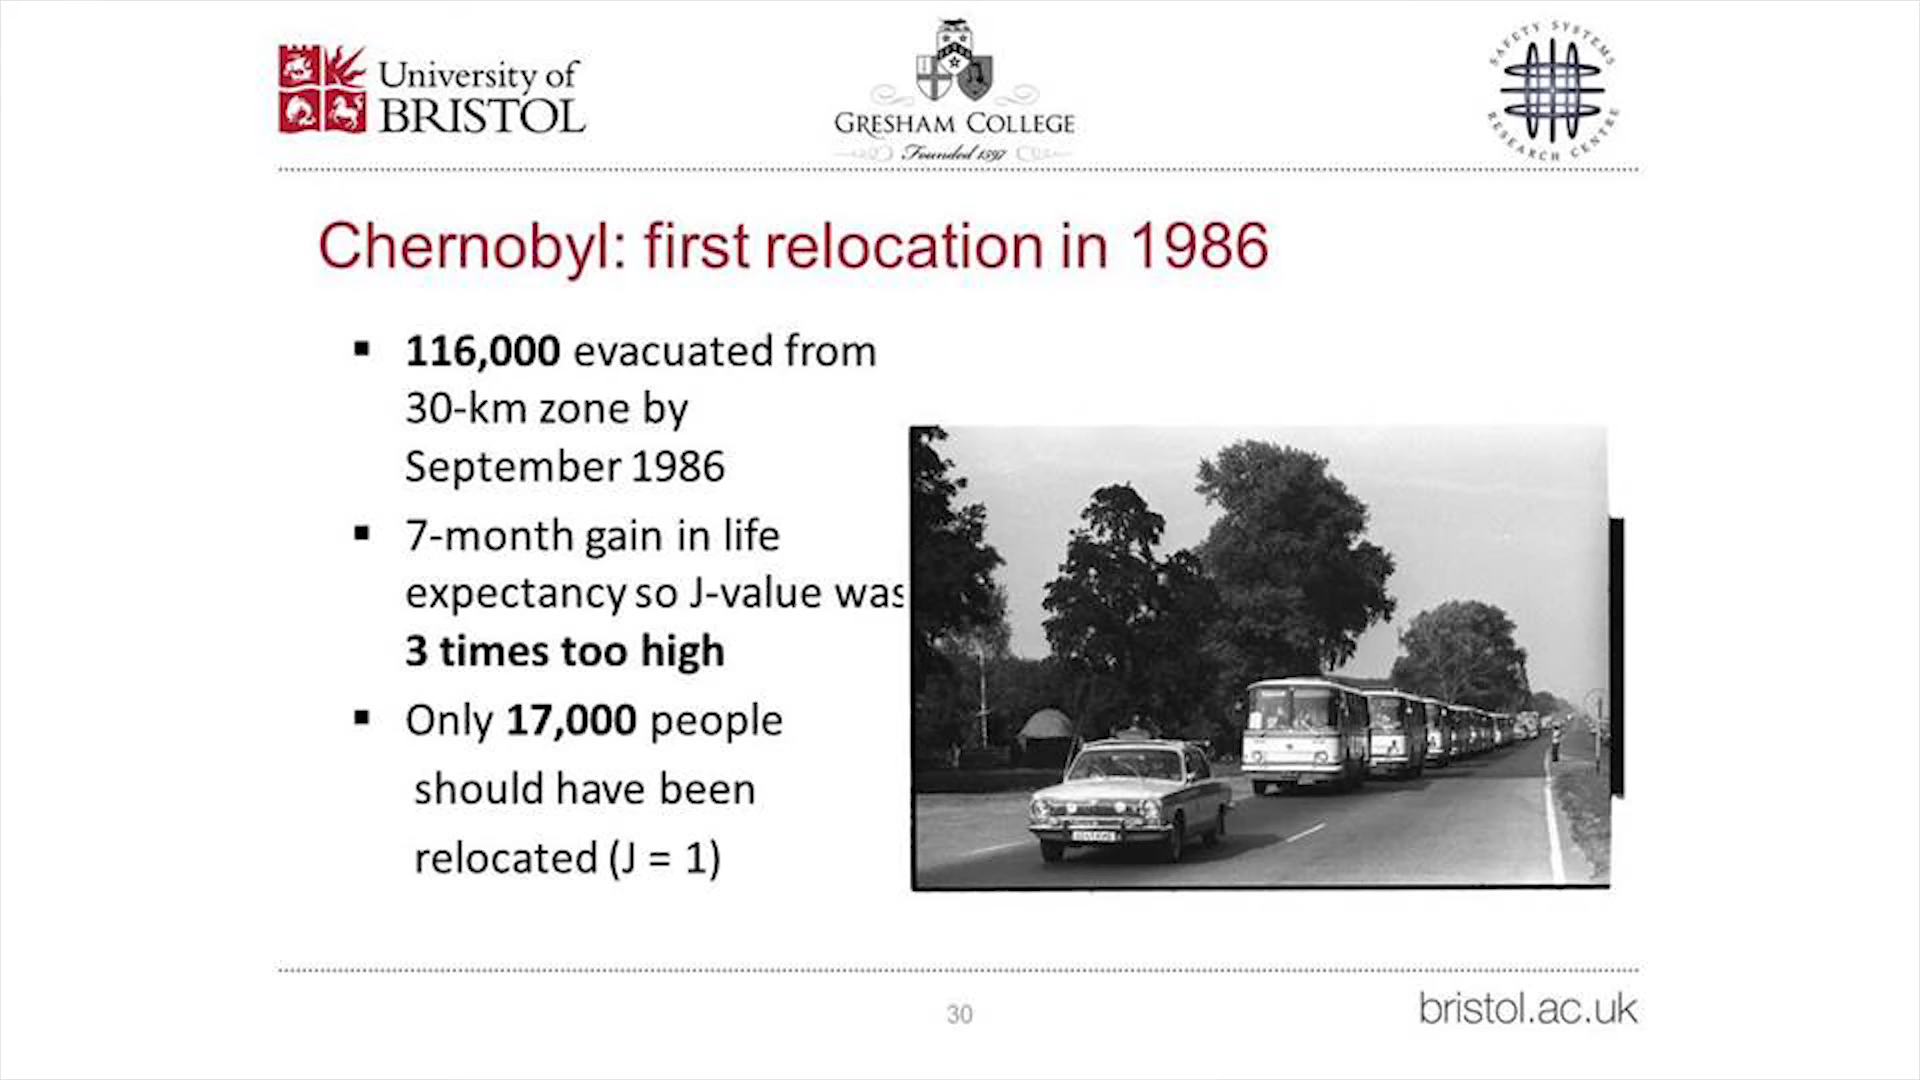 University of
BRISTOL
GRESHAM COLLEGE
Founded 1597
SAFETY SYSTEMS
RESEARCH CENTRE
Chernobyl: first relocation in 1986
▪ 116,000 evacuated from
30-km zone by
September 1986
▪ 7-month gain in life
expectancy so J-value was
3 times too high
▪ Only 17,000 people
should have been
relocated (J = 1)
30
bristol.ac.uk